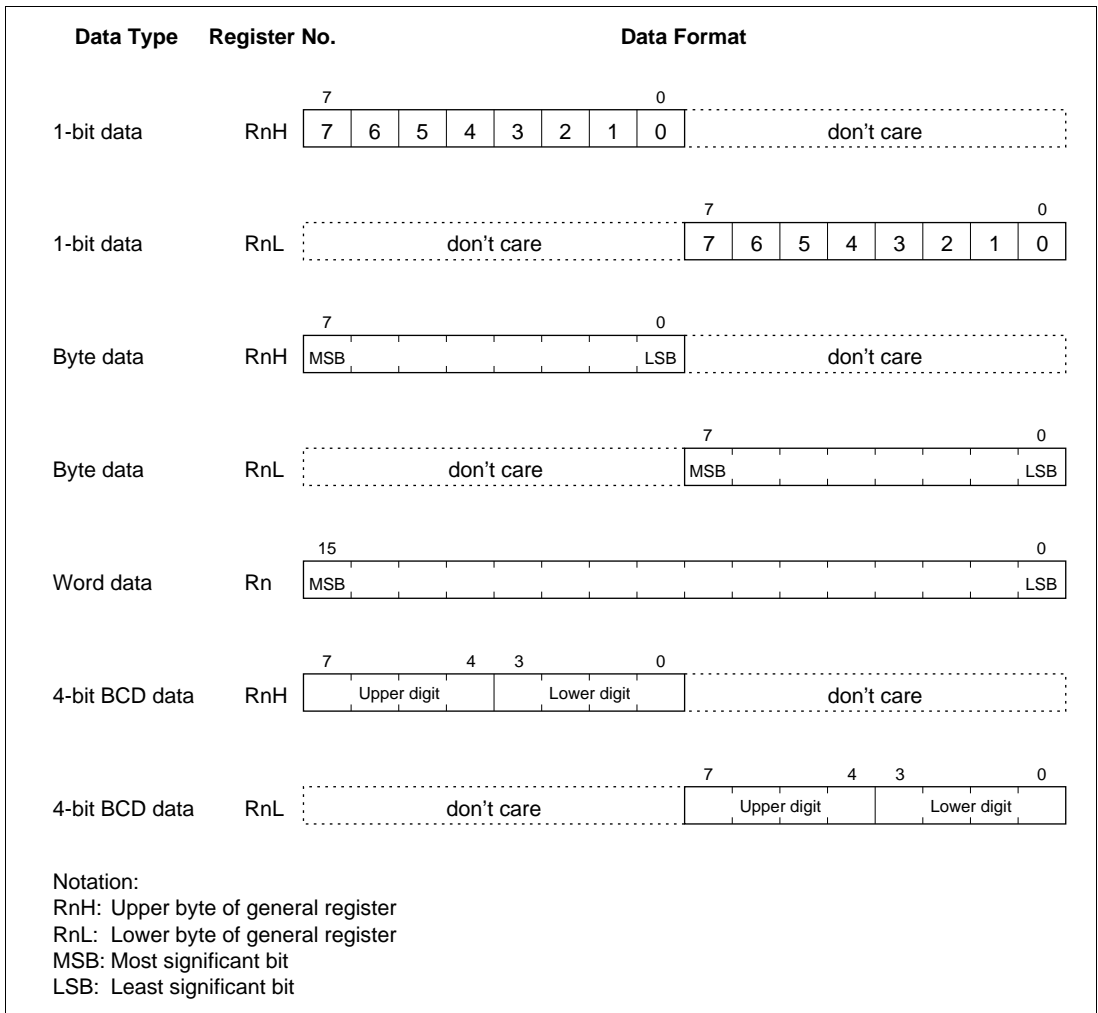 Data Type Register No. Data Format
7 0
1-bit data RnH 7 6 5 4 3 2 1 0 don't care
7 0
1-bit data RnL don't care 7 6 5 4 3 2 1 0
7 0
Byte data RnH MSB LSB don't care
7 0
Byte data RnL don't care MSB LSB
15 0
Word data Rn MSB LSB
7 4 3 0
4-bit BCD data RnH Upper digit Lower digit don't care
7 4 3 0
4-bit BCD data RnL don't care Upper digit Lower digit
Notation:
RnH: Upper byte of general register
RnL: Lower byte of general register
MSB: Most significant bit
LSB: Least significant bit